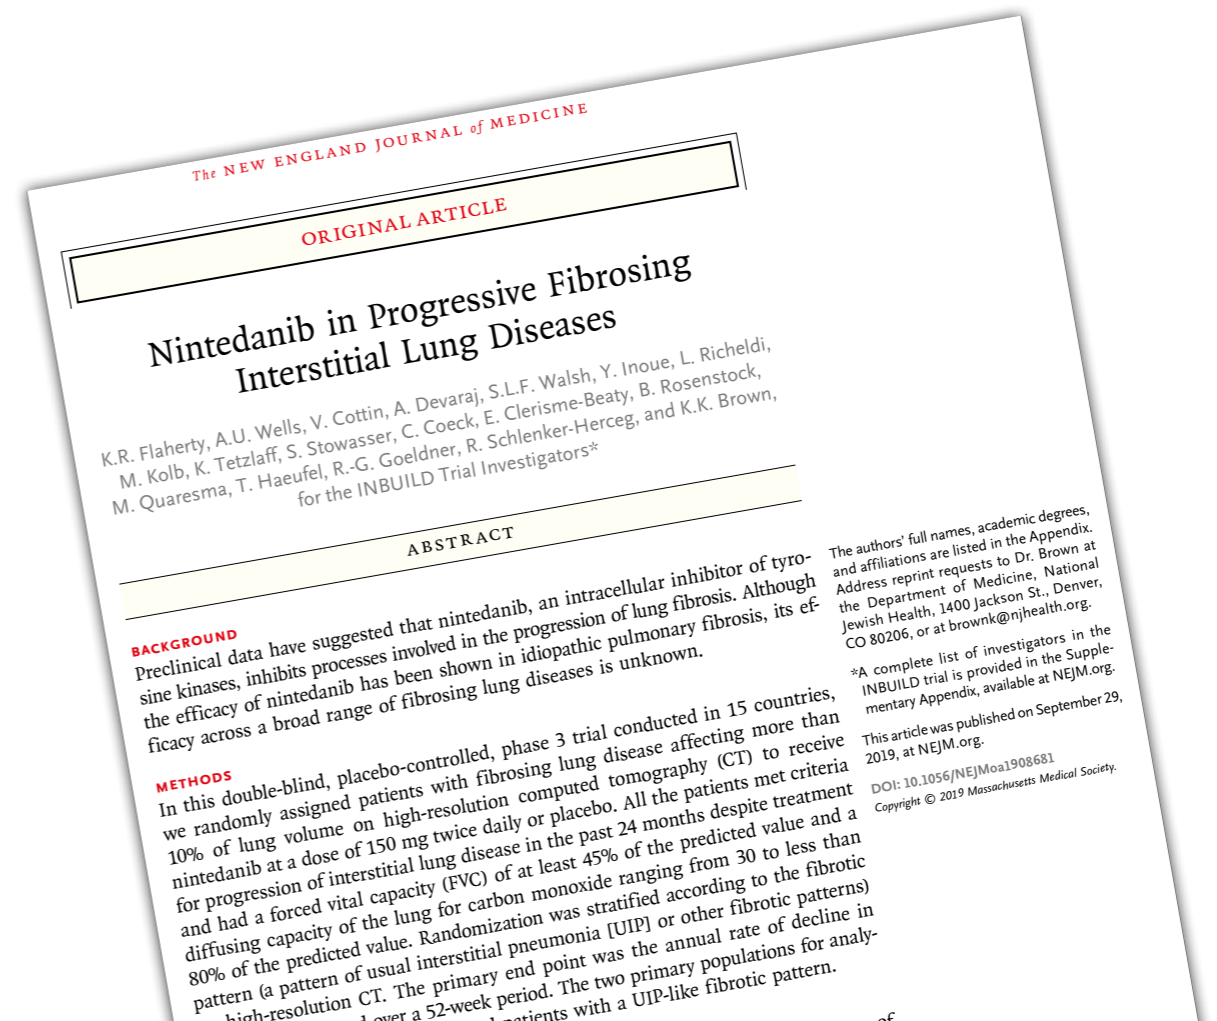 The NEW ENGLAND JOURNAL of MEDICINE
ORIGINAL ARTICLE
Nintedanib in Progressive Fibrosing
Interstitial Lung Diseases
K.R. Flaherty, A.U. Wells, V. Cottin, A. Devaraj, S.L.F. Walsh, Y. Inoue, L. Richeldi,
M. Kolb, K. Tetzlaff, S. Stowasser, C. Coeck, E. Clerisme-Beaty, B. Rosenstock,
M. Quaresma, T. Haeufel, R.-G. Goeldner, R. Schlenker-Herceg, and K.K. Brown,
for the INBUILD Trial Investigators*
ABSTRACT
BACKGROUND
Preclinical data have suggested that nintedanib, an intracellular inhibitor of tyro-
sine kinases, inhibits processes involved in the progression of lung fibrosis. Although
the efficacy of nintedanib has been shown in idiopathic pulmonary fibrosis, its ef-
ficacy across a broad range of fibrosing lung diseases is unknown.
METHODS
In this double-blind, placebo-controlled, phase 3 trial conducted in 15 countries,
we randomly assigned patients with fibrosing lung disease affecting more than
10% of lung volume on high-resolution computed tomography (CT) to receive
nintedanib at a dose of 150 mg twice daily or placebo. All the patients met criteria
for progression of interstitial lung disease in the past 24 months despite treatment
and had a forced vital capacity (FVC) of at least 45% of the predicted value and a
diffusing capacity of the lung for carbon monoxide ranging from 30 to less than
80% of the predicted value. Randomization was stratified according to the fibrotic
pattern (a pattern of usual interstitial pneumonia [UIP] or other fibrotic patterns)
high-resolution CT. The primary end point was the annual rate of decline in
over a 52-week period. The two primary populations for analy-
patients with a UIP-like fibrotic pattern.
of
The authors' full names, academic degrees,
and affiliations are listed in the Appendix.
Address reprint requests to Dr. Brown at
the Department of Medicine, National
Jewish Health, 1400 Jackson St., Denver,
CO 80206, or at brownk@njhealth.org.
*A complete list of investigators in the
INBUILD trial is provided in the Supple-
mentary Appendix, available at NEJM.org.
This article was published on September 29,
2019, at NEJM.org.
DOI: 10.1056/NEJMoa1908681
Copyright © 2019 Massachusetts Medical Society.